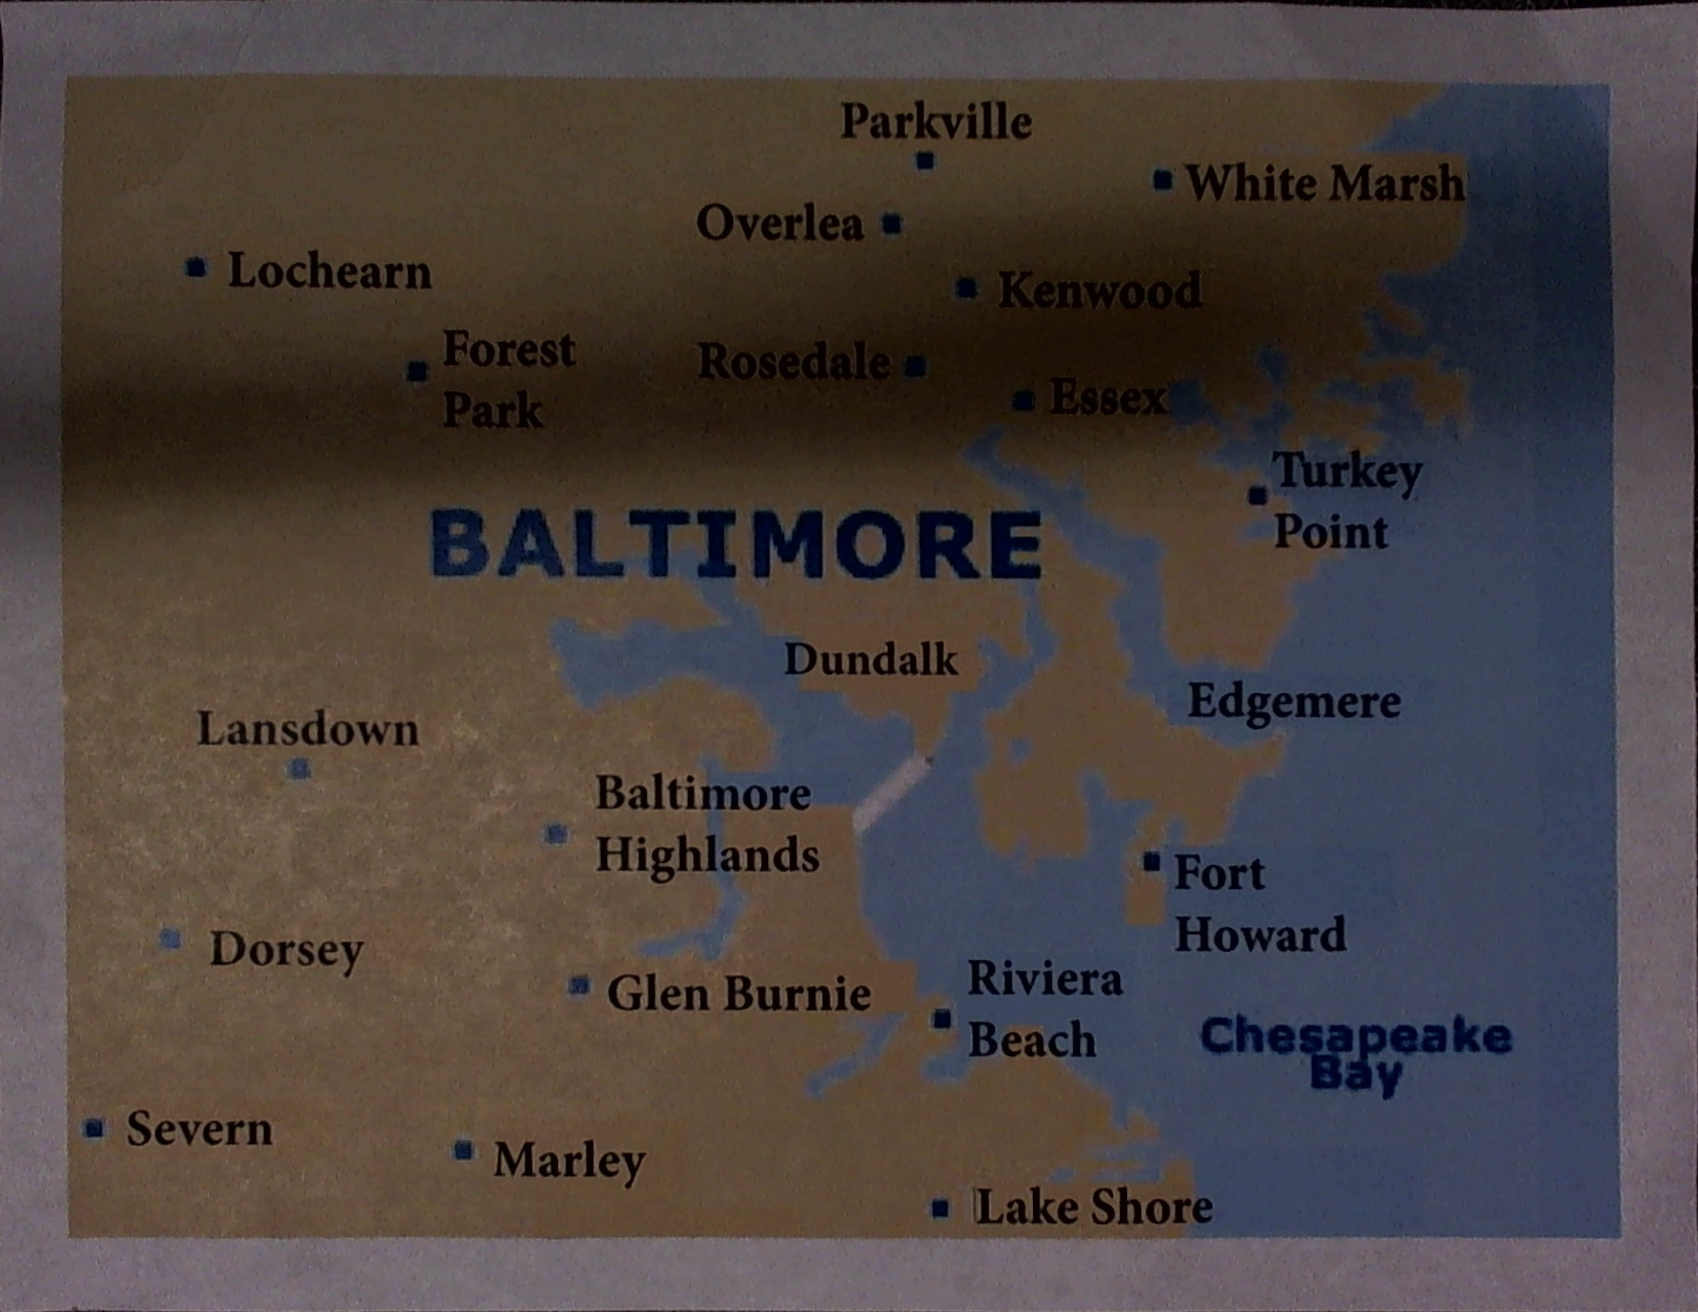 Parkville
White Marsh
Overlea
Lochearn
Kenwood
Forest
Park
Rosedale
Essex
Turkey
Point
BALTIMORE
Dundalk
Edgemere
Lansdown
Baltimore
Highlands
Fort
Howard
Dorsey
Glen Burnie
Riviera
Beach
Chesapeake
Bay
Severn
Marley
Lake Shore